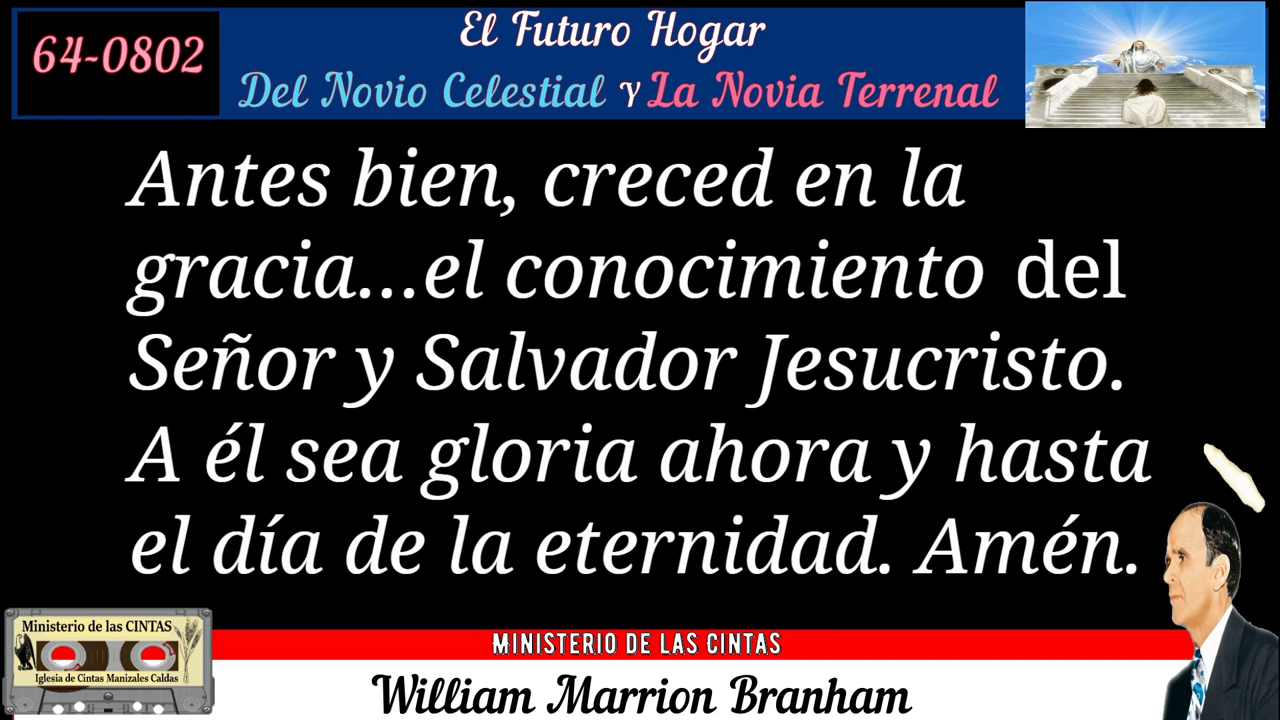 64-0802
El Futuro Hogar
Del Novio Celestial Y La Novia Terrenal
Antes bien, creced en la
gracia...el conocimiento del
Señor y Salvador Jesucristo.
A él sea gloria ahora y hasta
el día de la eternidad. Amén.
Ministerio de las CINTAS
Iglesia de Cintas Manizales Caldas
MINISTERIO DE LAS CINTAS
William Marrion Branham